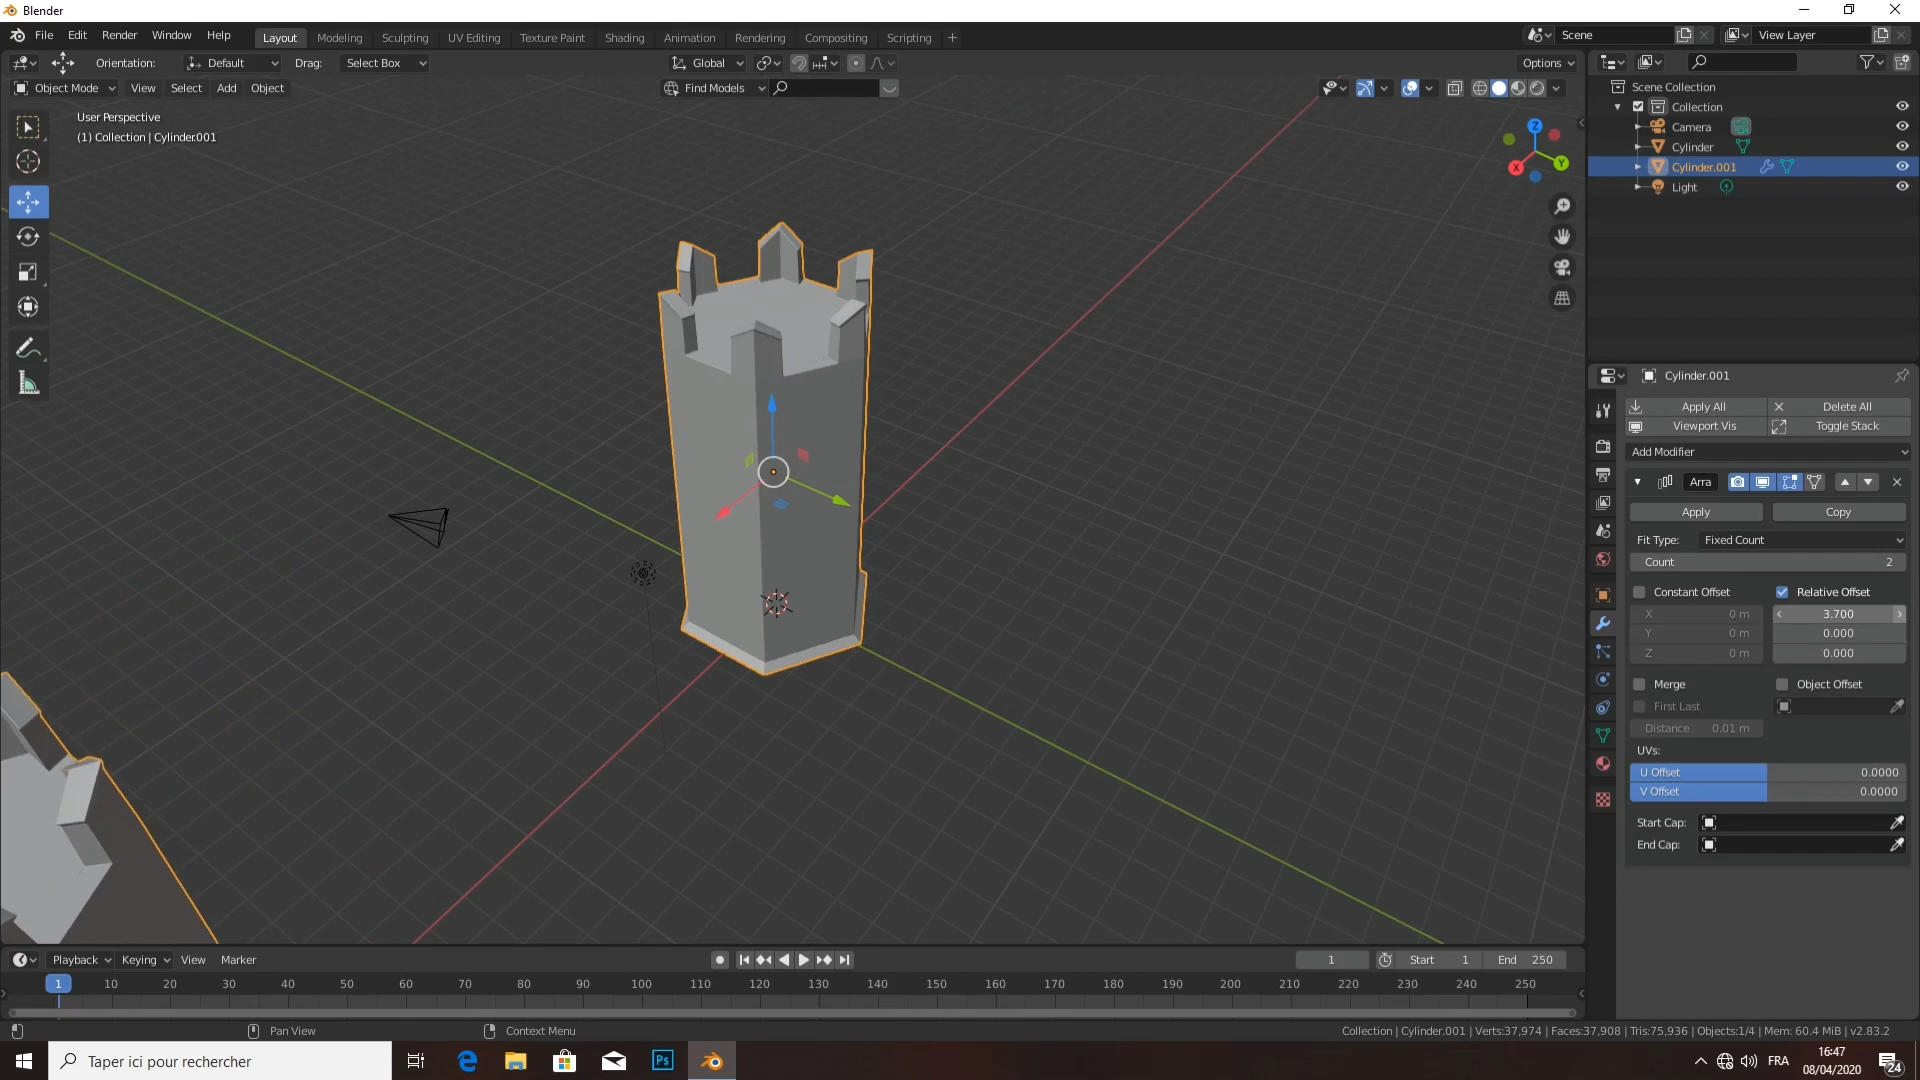 Blender
File Edit Render Window Help Layout Modeling Sculpting UV Editing Texture Paint Shading Animation Rendering Compositing Scripting + Scene View Layer
Orientation: Default Drag: Select Box Global Options
Object Mode View Select Add Object Find Models
User Perspective
(1) Collection | Cylinder.001
Z
Y
X
Scene Collection
Collection
Camera
Cylinder
Cylinder.001
Light
Cylinder.001
Apply All Delete All
Viewport Vis Toggle Stack
Add Modifier
Arra
Apply Copy
Fit Type: Fixed Count
Count 2
Constant Offset Relative Offset
X 0 m 3.700
Y 0 m 0.000
Z 0 m 0.000
Merge Object Offset
First Last
Distance 0.01 m
UVs:
U Offset 0.0000
V Offset 0.0000
Start Cap:
End Cap:
Playback Keying View Marker 1 Start 1 End 250
1 10 20 30 40 50 60 70 80 90 100 110 120 130 140 150 160 170 180 190 200 210 220 230 240 250
Pan View Context Menu Collection | Cylinder.001 | Verts:37,974 | Faces:37,908 | Tris:75,936 | Objects:1/4 | Mem: 60.4 MiB | v2.83.2
Taper ici pour rechercher Ps FRA 16:47
08/04/2020 24